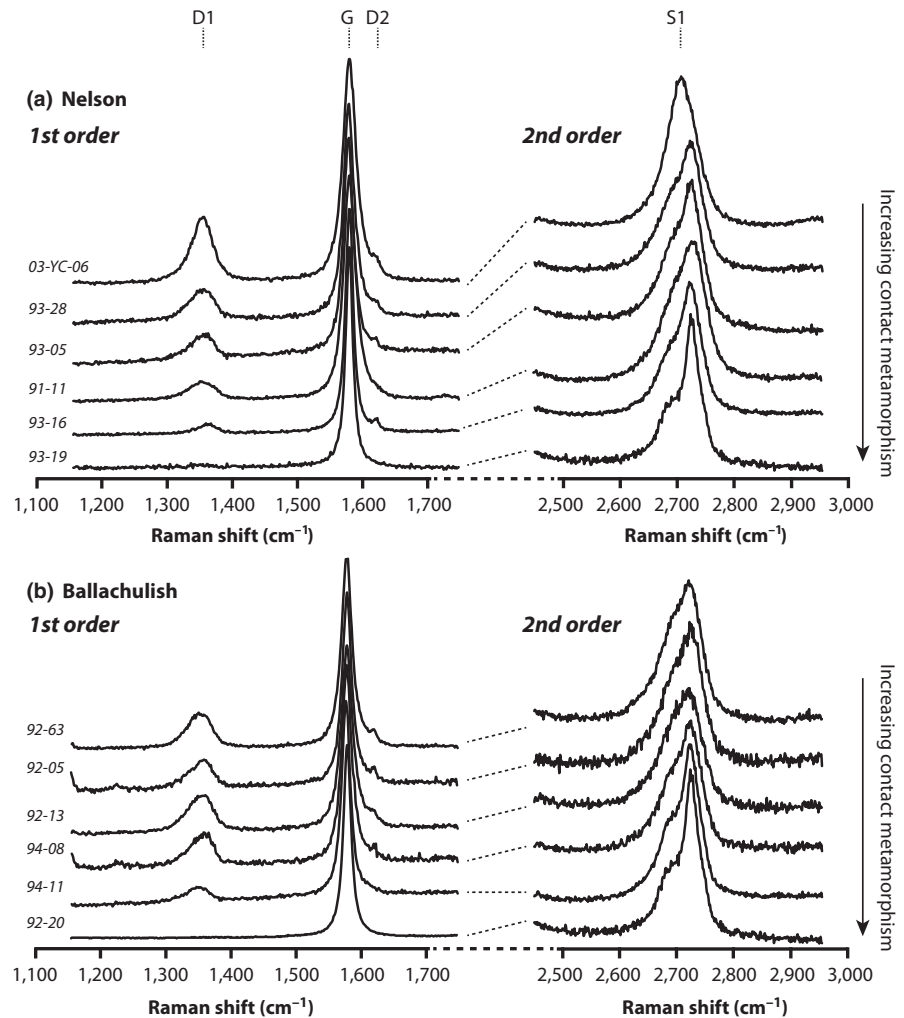 D1 G D2 S1
(a) Nelson
1st order 2nd order
03-YC-06
93-28
93-05
91-11
93-16
93-19
Increasing contact metamorphism
1,100 1,200 1,300 1,400 1,500 1,600 1,700 2,500 2,600 2,700 2,800 2,900 3,000
Raman shift (cm⁻¹) Raman shift (cm⁻¹)
(b) Ballachulish
1st order 2nd order
92-63
92-05
92-13
94-08
94-11
92-20
Increasing contact metamorphism
1,100 1,200 1,300 1,400 1,500 1,600 1,700 2,500 2,600 2,700 2,800 2,900 3,000
Raman shift (cm⁻¹) Raman shift (cm⁻¹)